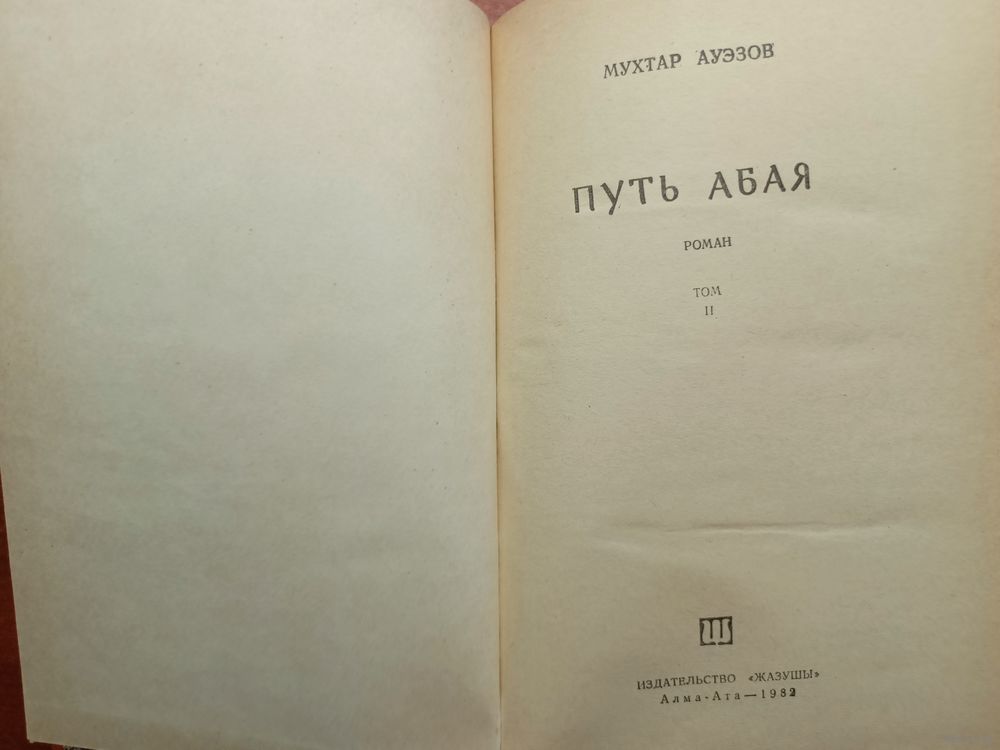 МУХТАР АУЭЗОВ
ПУТЬ АБАЯ
РОМАН
ТОМ
II
ИЗДАТЕЛЬСТВО «ЖАЗУШЫ»
Алма-Ата—1982